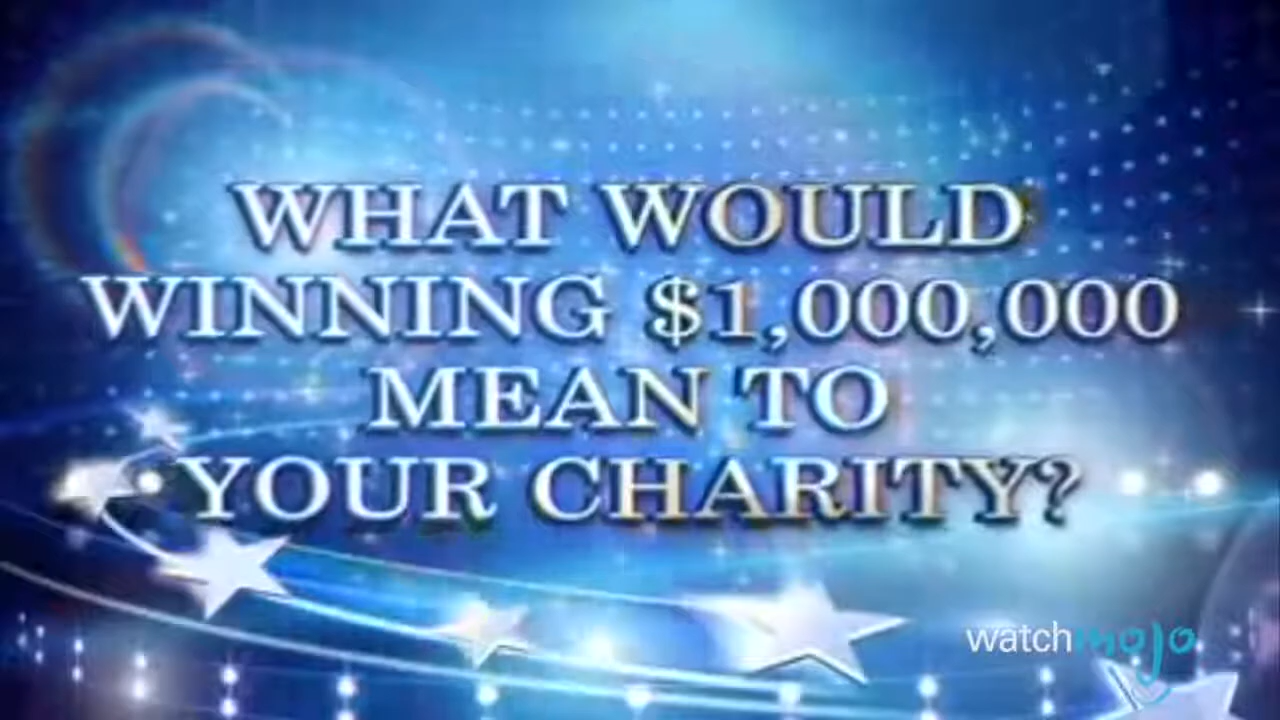 WHAT WOULD
WINNING $1,000,000
MEAN TO
YOUR CHARITY?
watchmojo